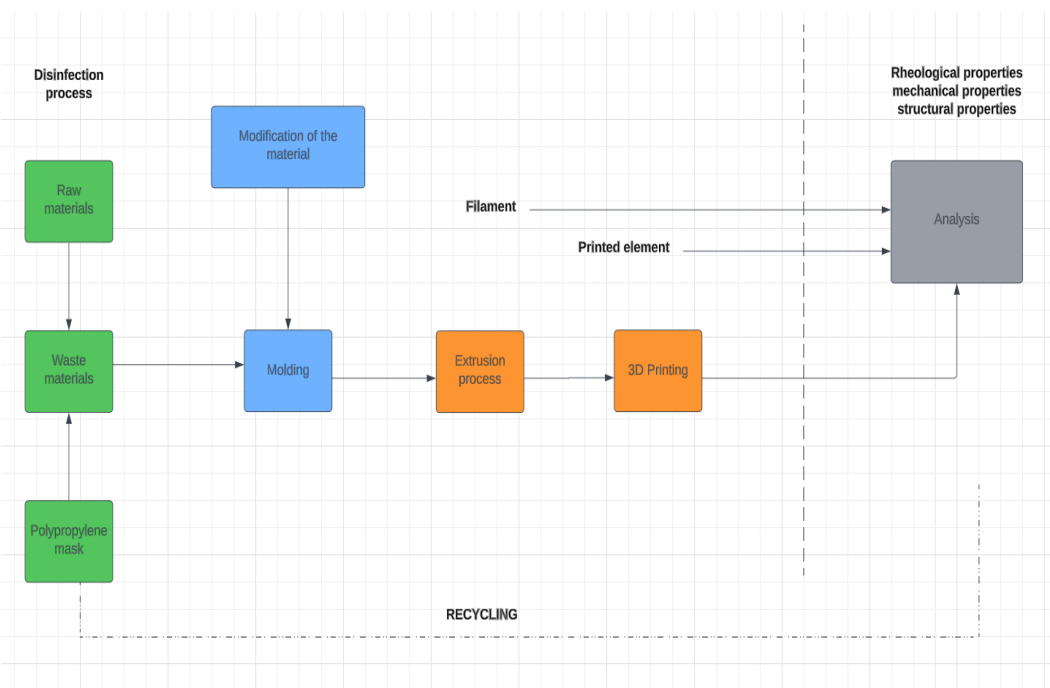 Disinfection
process
Rheological properties
mechanical properties
structural properties
Modification of the
material
Raw
materials
Filament
Analysis
Printed element
Waste
materials
Molding
Extrusion
process
3D Printing
Polypropylene
mask
RECYCLING